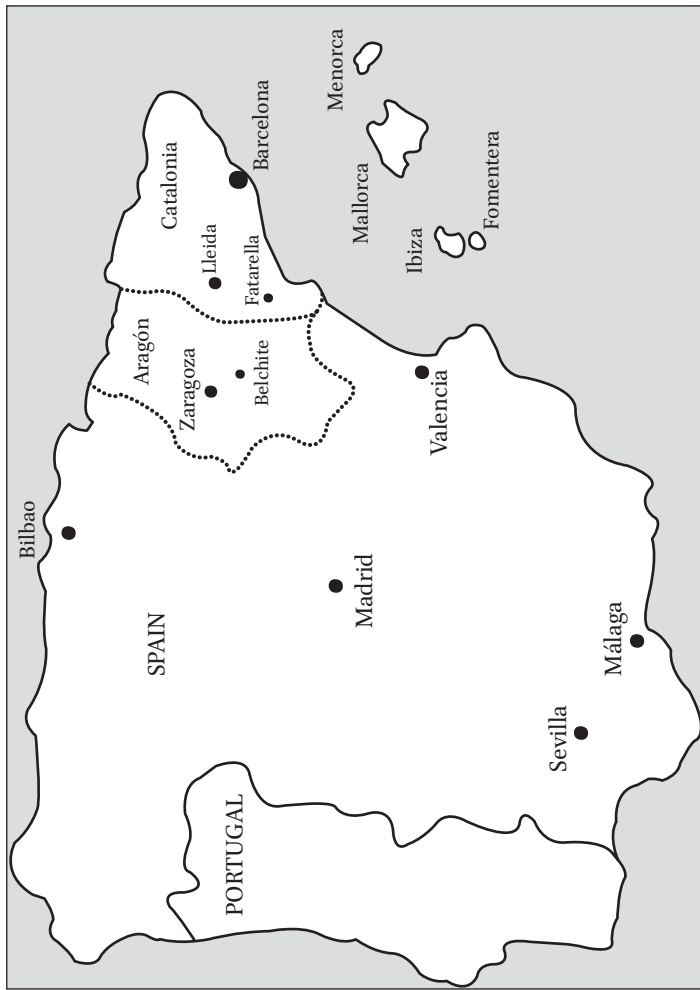 Bilbao
SPAIN
PORTUGAL
Aragón
Zaragoza
Belchite
Catalonia
Lleida
Fatarella
Barcelona
Madrid
Valencia
Sevilla
Málaga
Menorca
Mallorca
Ibiza
Fomentera